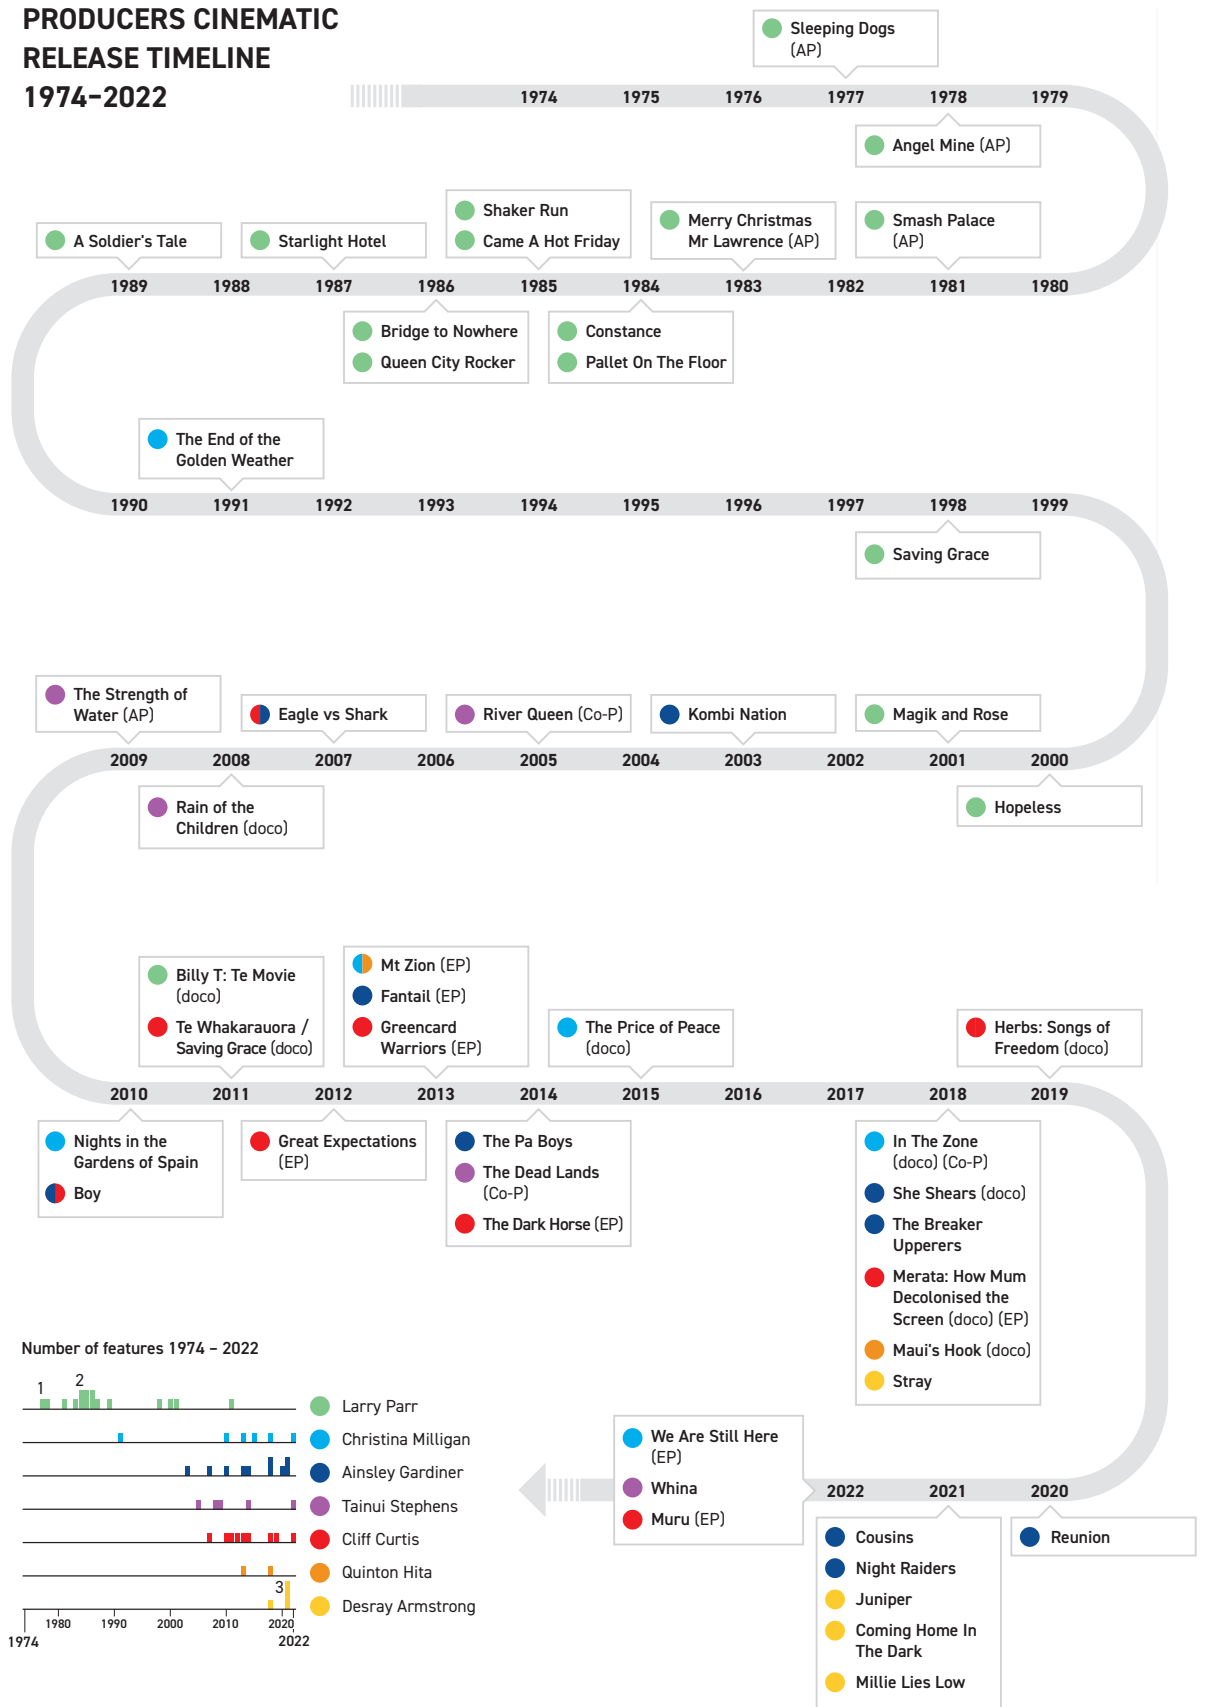 PRODUCERS CINEMATIC
RELEASE TIMELINE
1974–2022
Sleeping Dogs
(AP)
1974 1975 1976 1977 1978 1979
Angel Mine (AP)
A Soldier's Tale
Starlight Hotel
Shaker Run
Came A Hot Friday
Merry Christmas
Mr Lawrence (AP)
Smash Palace
(AP)
1989 1988 1987 1986 1985 1984 1983 1982 1981 1980
Bridge to Nowhere
Queen City Rocker
Constance
Pallet On The Floor
The End of the
Golden Weather
1990 1991 1992 1993 1994 1995 1996 1997 1998 1999
Saving Grace
The Strength of
Water (AP)
Eagle vs Shark
River Queen (Co-P)
Kombi Nation
Magik and Rose
2009 2008 2007 2006 2005 2004 2003 2002 2001 2000
Rain of the
Children (doco)
Hopeless
Billy T: Te Movie
(doco)
Te Whakarauora /
Saving Grace (doco)
Mt Zion (EP)
Fantail (EP)
Greencard
Warriors (EP)
The Price of Peace
(doco)
Herbs: Songs of
Freedom (doco)
2010 2011 2012 2013 2014 2015 2016 2017 2018 2019
Nights in the
Gardens of Spain
Boy
Great Expectations
(EP)
The Pa Boys
The Dead Lands
(Co-P)
The Dark Horse (EP)
In The Zone
(doco) (Co-P)
She Shears (doco)
The Breaker
Upperers
Merata: How Mum
Decolonised the
Screen (doco) (EP)
Maui's Hook (doco)
Stray
We Are Still Here
(EP)
Whina
Muru (EP)
2022 2021 2020
Cousins
Night Raiders
Juniper
Coming Home In
The Dark
Millie Lies Low
Reunion
Number of features 1974 – 2022
1 2
Larry Parr
Christina Milligan
Ainsley Gardiner
Tainui Stephens
Cliff Curtis
Quinton Hita
3
Desray Armstrong
1980 1990 2000 2010 2020
1974 2022